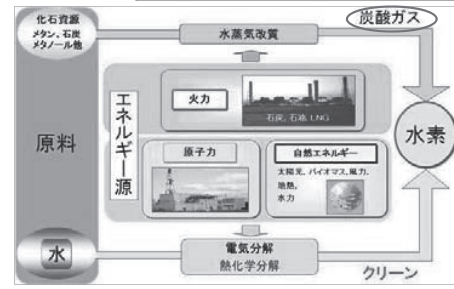 化石資源
メタン、石炭
メタノール他
水蒸気改質
炭酸ガス
原料
エネルギー源
火力
石炭, 石油, LNG
水素
原子力
自然エネルギー
太陽光, バイオマス, 風力,
地熱,
水力
水
電気分解
熱化学分解
クリーン